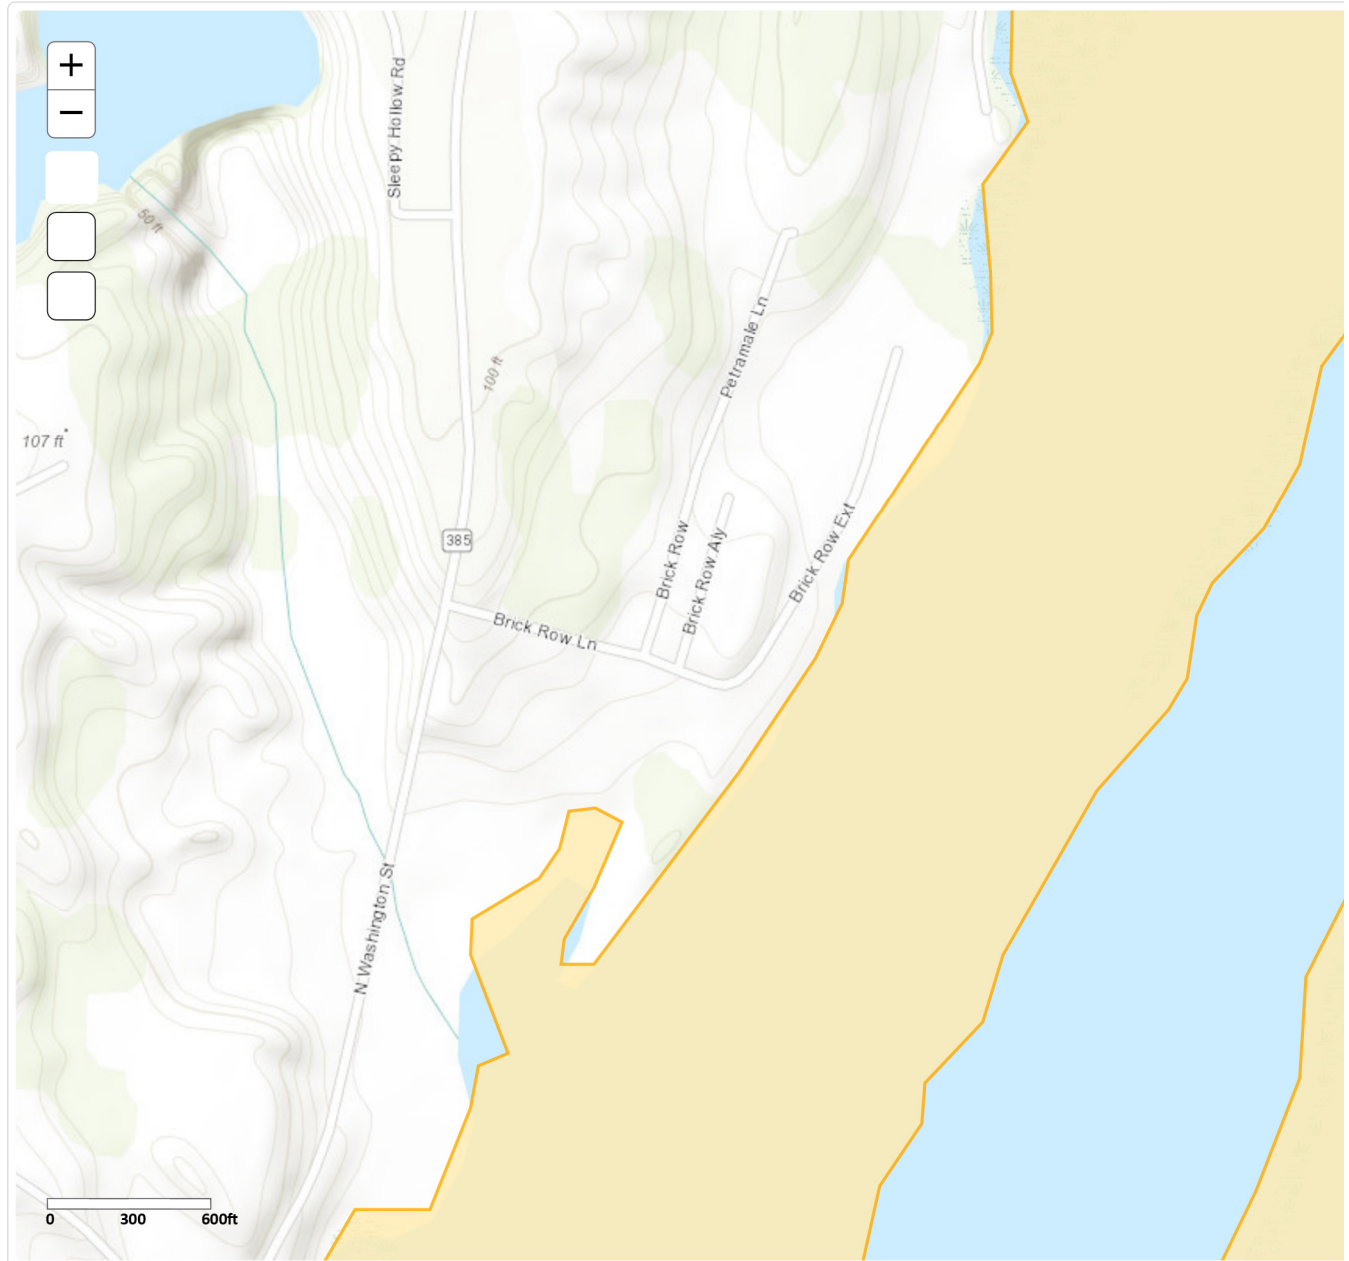 +
Sleepy Hollow Rd
−
50 ft
Petramale Ln
100 ft
107 ft
385
Brick Row
Brick Row Aly
Brick Row Ext
Brick Row Ln
N Washington St
0 300 600ft